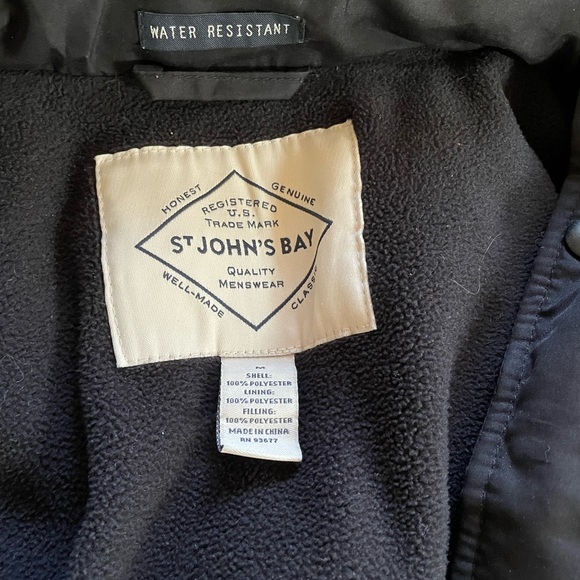 WATER RESISTANT
HONEST
GENUINE
REGISTERED
U.S.
TRADE MARK
ST JOHN'S BAY
QUALITY
MENSWEAR
WELL-MADE
CLASSIC
M
SHELL:
100% POLYESTER
LINING:
100% POLYESTER
FILLING:
100% POLYESTER
MADE IN CHINA
RN 93677